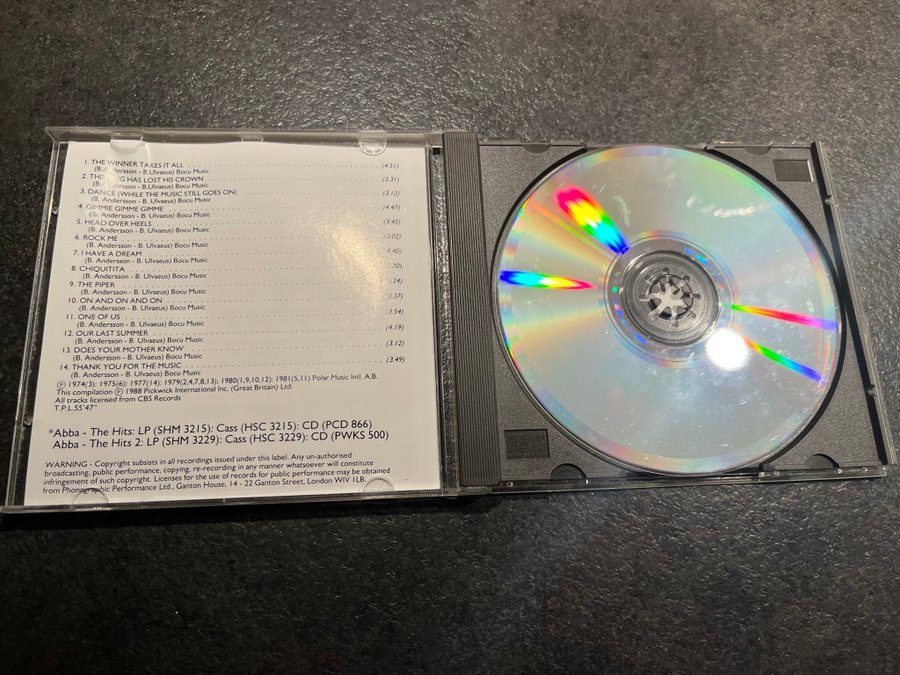 1. THE WINNER TAKES IT ALL (4.51)
(B. Andersson - B.Ulvaeus) Bocu Music
2. THE HAS LOST HIS CROWN (3.31)
(B. Andersson - B. Ulvaeus) Bocu Music
3. DANCE (WHILE THE MUSIC STILL GOES ON) (3.12)
(B. Andersson - B. Ulvaeus) Bocu Music
4. GIMMIE GIMME GIMME (4.47)
(B. Andersson - B. Ulvaeus) Bocu Music
5. HEAD OVER HEELS (3.45)
(B. Andersson - B. Ulvaeus) Bocu Music
6. ROCK ME (3.02)
(B. Andersson - B. Ulvaeus) Bocu Music
7. I HAVE A DREAM
(B. Andersson - B. Ulvaeus) Bocu Music
8. CHIQUITITA
(B. Andersson - B. Ulvaeus) Bocu Music
9. THE PIPER
(B. Andersson - B. Ulvaeus) Bocu Music
10. ON AND ON AND ON
(B. Andersson - B. Ulvaeus) Bocu Music
11. ONE OF US (3.54)
(B. Andersson - B. Ulvaeus) Bocu Music
12. OUR LAST SUMMER (4.19)
(B. Andersson - B. Ulvaeus) Bocu Music
13. DOES YOUR MOTHER KNOW (3.12)
(B. Andersson - B. Ulvaeus) Bocu Music
14. THANK YOU FOR THE MUSIC (3.49)
(B. Andersson - B. Ulvaeus) Bocu Music
℗ 1974(3): 1975(6): 1977(14): 1979(2,4,7,8,13); 1980(1,9,10,12): 1981(5,11) Polar Music Intl. A.B.
This compilation ℗ 1988 Pickwick International Inc. (Great Britain) Ltd.
All tracks licensed from CBS Records
T.P.L.55'47"
*Abba - The Hits: LP (SHM 3215): Cass (HSC 3215): CD (PCD 866)
Abba - The Hits 2: LP (SHM 3229): Cass (HSC 3229): CD (PWKS 500)
WARNING - Copyright subsists in all recordings issued under this label. Any un-authorised
broadcasting, public performance, copying, re-recording in any manner whatsoever will constitute
infringement of such copyright. Licenses for the use of records for public performance may be obtained
from Phonographic Performance Ltd., Ganton House, 14 - 22 Ganton Street, London WIV 1LB.